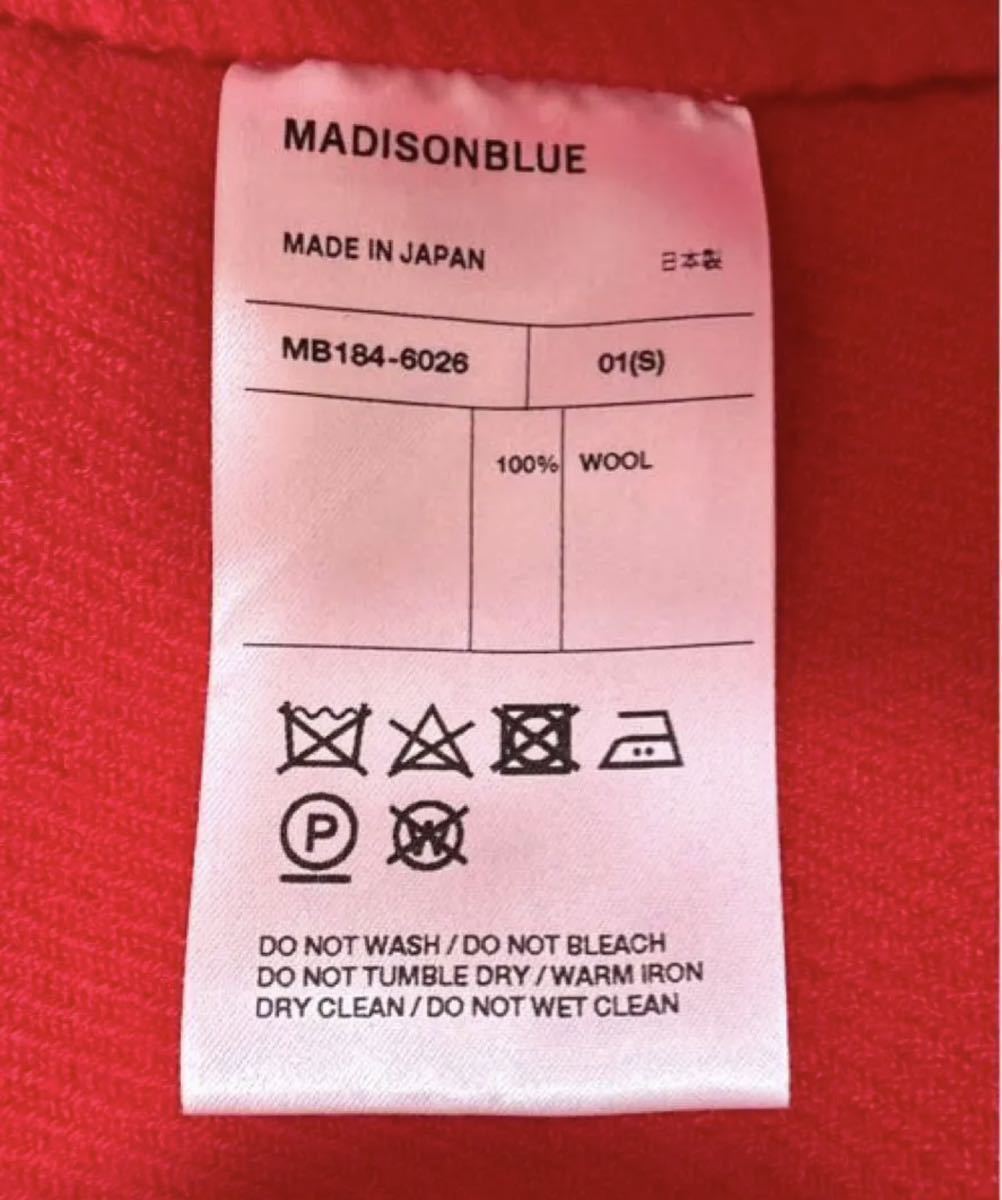 MADISONBLUE
MADE IN JAPAN 日本製
MB184-6026 01(S)
100% WOOL
P W
DO NOT WASH / DO NOT BLEACH
DO NOT TUMBLE DRY / WARM IRON
DRY CLEAN / DO NOT WET CLEAN